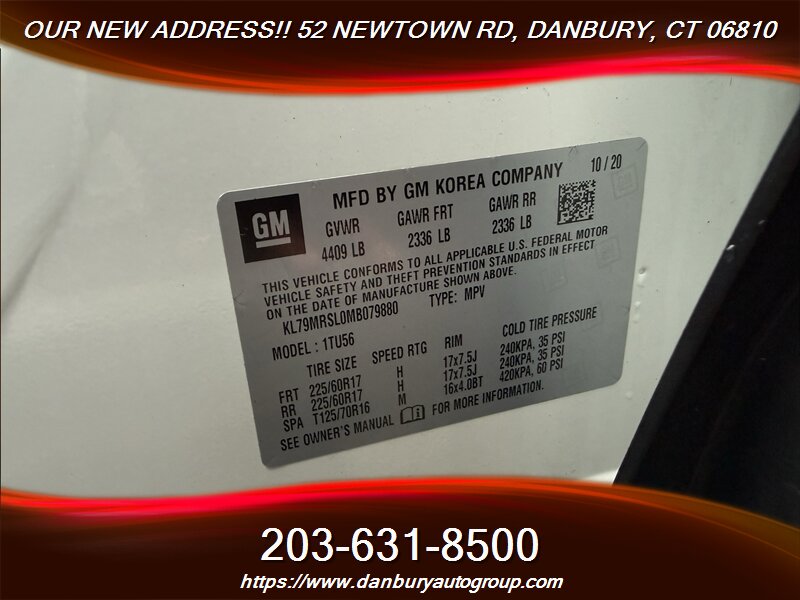 OUR NEW ADDRESS!! 52 NEWTOWN RD, DANBURY, CT 06810
GM
MFD BY GM KOREA COMPANY 10/20
GVWR GAWR FRT GAWR RR
4409 LB 2336 LB 2336 LB
THIS VEHICLE CONFORMS TO ALL APPLICABLE U.S. FEDERAL MOTOR
VEHICLE SAFETY AND THEFT PREVENTION STANDARDS IN EFFECT
ON THE DATE OF MANUFACTURE SHOWN ABOVE.
KL79MRSL0MB079880 TYPE: MPV
MODEL : 1TU56
TIRE SIZE SPEED RTG RIM COLD TIRE PRESSURE
FRT 225/60R17 H 17x7.5J 240KPA, 35 PSI
RR 225/60R17 H 17x7.5J 240KPA, 35 PSI
SPA T125/70R16 M 16x4.0BT 420KPA, 60 PSI
SEE OWNER'S MANUAL FOR MORE INFORMATION.
203-631-8500
https://www.danburyautogroup.com